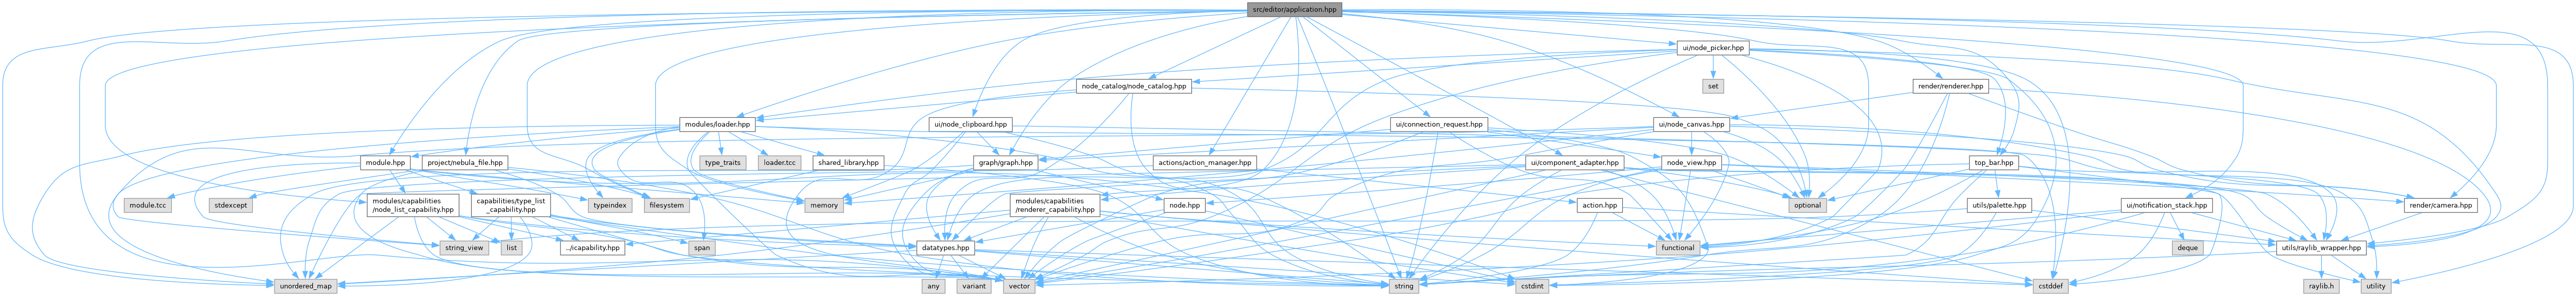 src/editor/application.hpp
ui/node_picker.hpp
node_catalog/node_catalog.hpp
set
render/renderer.hpp
modules/loader.hpp
ui/node_clipboard.hpp
ui/connection_request.hpp
ui/node_canvas.hpp
module.hpp
project/nebula_file.hpp
type_traits
loader.tcc
shared_library.hpp
graph/graph.hpp
actions/action_manager.hpp
ui/component_adapter.hpp
node_view.hpp
top_bar.hpp
module.tcc
stdexcept
modules/capabilities
/node_list_capability.hpp
capabilities/type_list
_capability.hpp
typeindex
filesystem
memory
modules/capabilities
/renderer_capability.hpp
node.hpp
action.hpp
optional
utils/palette.hpp
ui/notification_stack.hpp
render/camera.hpp
string_view
list
../icapability.hpp
span
datatypes.hpp
functional
deque
utils/raylib_wrapper.hpp
unordered_map
any
variant
vector
string
cstdint
cstddef
raylib.h
utility